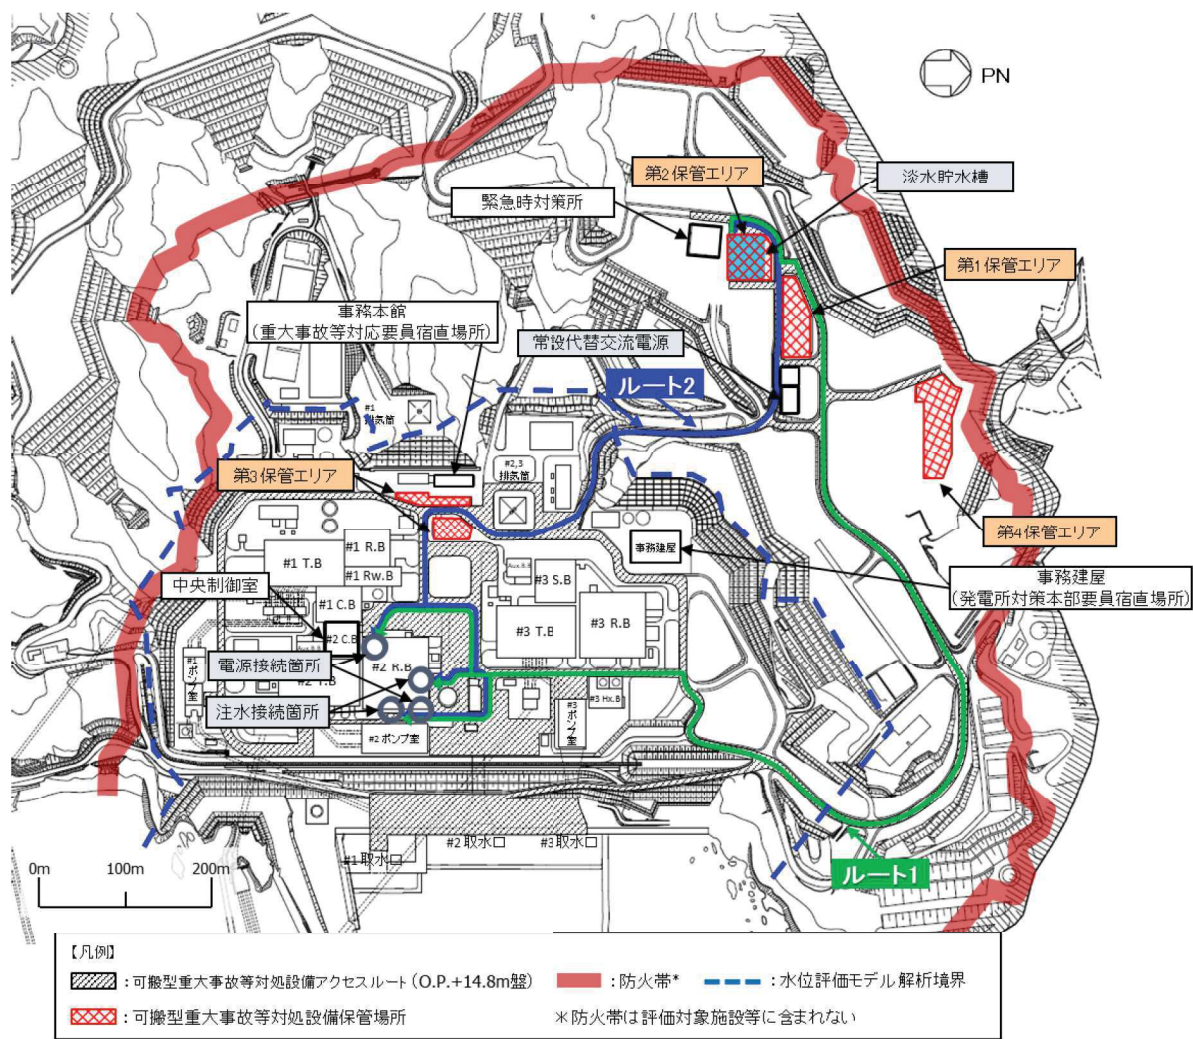 PN
第2保管エリア
淡水貯水槽
緊急時対策所
第1保管エリア
事務本館
(重大事故等対応要員宿直場所)
常設代替交流電源
ルート2
#1
排気筒
第3保管エリア
#2,3
排気筒
第4保管エリア
事務建屋
事務建屋
(発電所対策本部要員宿直場所)
#1 R.B
#1 T.B
#1 Rw.B
Aux.B.B
#3 S.B
中央制御室
#1 C.B
#2 C.B
#3 T.B
#3 R.B
電源接続箇所
#2 R.B
注水接続箇所
#3 Hx.B
#3
ポンプ室
#2 ポンプ室
#1
ポンプ室
#1 取水口
#2 取水口
#3 取水口
ルート1
0m
100m
200m
【凡例】
:可搬型重大事故等対処設備アクセスルート(O.P.+14.8m盤)
:防火帯*
:水位評価モデル解析境界
:可搬型重大事故等対処設備保管場所
*防火帯は評価対象施設等に含まれない